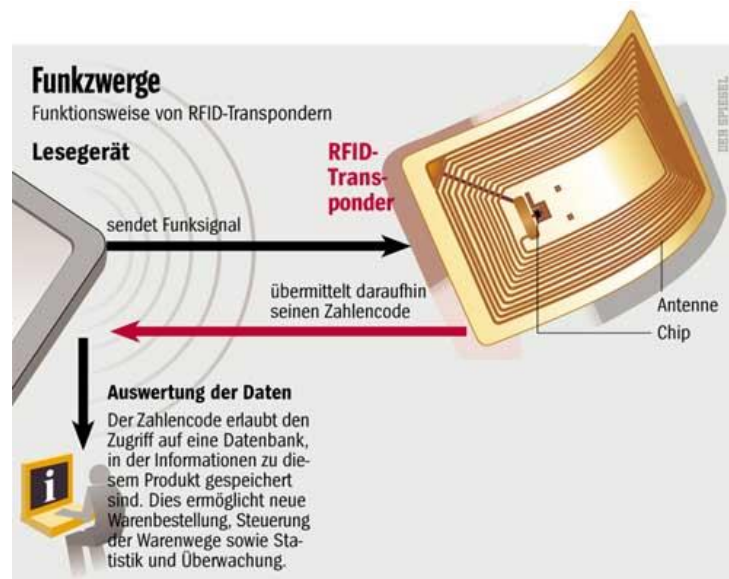 Funkzwerge
Funktionsweise von RFID-Transpondern
Lesegerät
RFID-
Trans-
ponder
sendet Funksignal
übermittelt daraufhin
seinen Zahlencode
Antenne
Chip
Auswertung der Daten
Der Zahlencode erlaubt den
Zugriff auf eine Datenbank,
in der Informationen zu die-
sem Produkt gespeichert
sind. Dies ermöglicht neue
Warenbestellung, Steuerung
der Warenwege sowie Sta-
tistik und Überwachung.
i
DER SPIEGEL